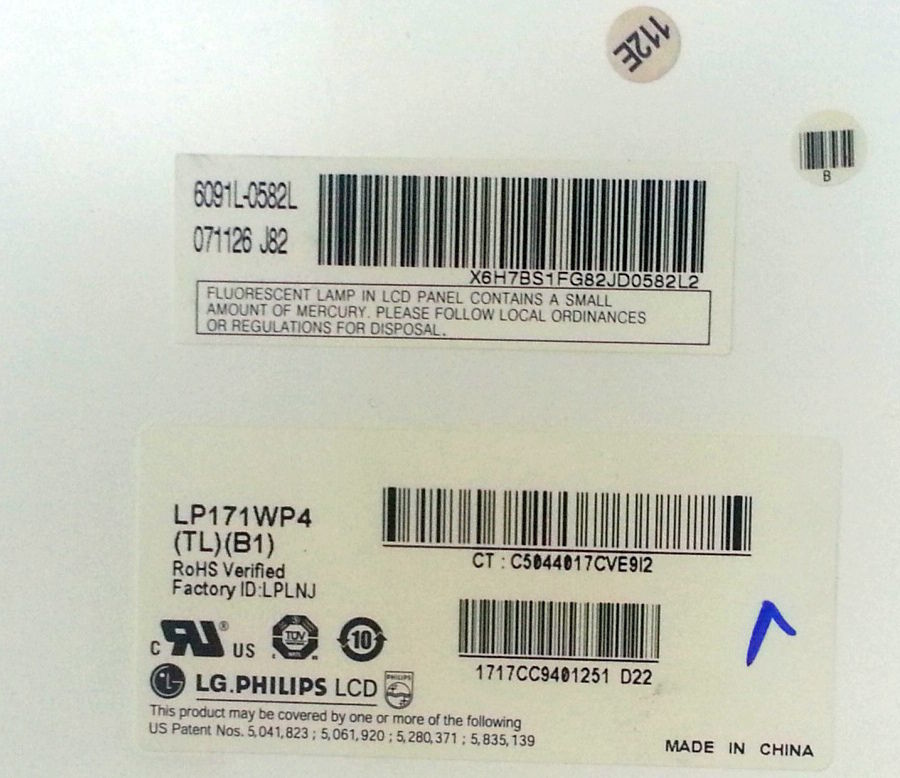 112E
B
6091L-0582L
071126 J82
X6H7BS1FG82JD0582L2
FLUORESCENT LAMP IN LCD PANEL CONTAINS A SMALL
AMOUNT OF MERCURY. PLEASE FOLLOW LOCAL ORDINANCES
OR REGULATIONS FOR DISPOSAL.
LP171WP4
(TL)(B1)
RoHS Verified
Factory ID:LPLNJ
CT : C5044017CVE9I2
C RU ® US
TÜV
10
1717CC9401251 D22
LG LG.PHILIPS LCD PHILIPS
This product may be covered by one or more of the following
US Patent Nos. 5,041,823 ; 5,061,920 ; 5,280,371 ; 5,835,139
MADE IN CHINA